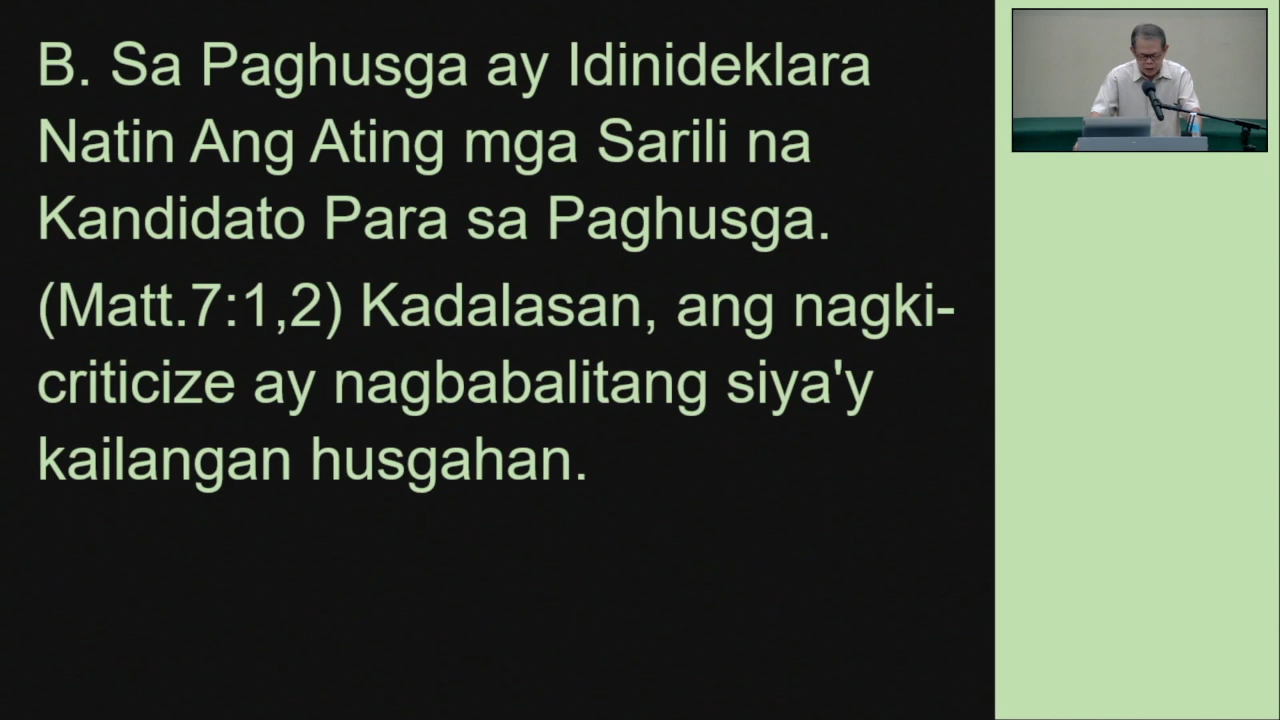 B. Sa Paghusga ay Idinideklara
Natin Ang Ating mga Sarili na
Kandidato Para sa Paghusga.
(Matt.7:1,2) Kadalasan, ang nagki-
criticize ay nagbabalitang siya'y
kailangan husgahan.